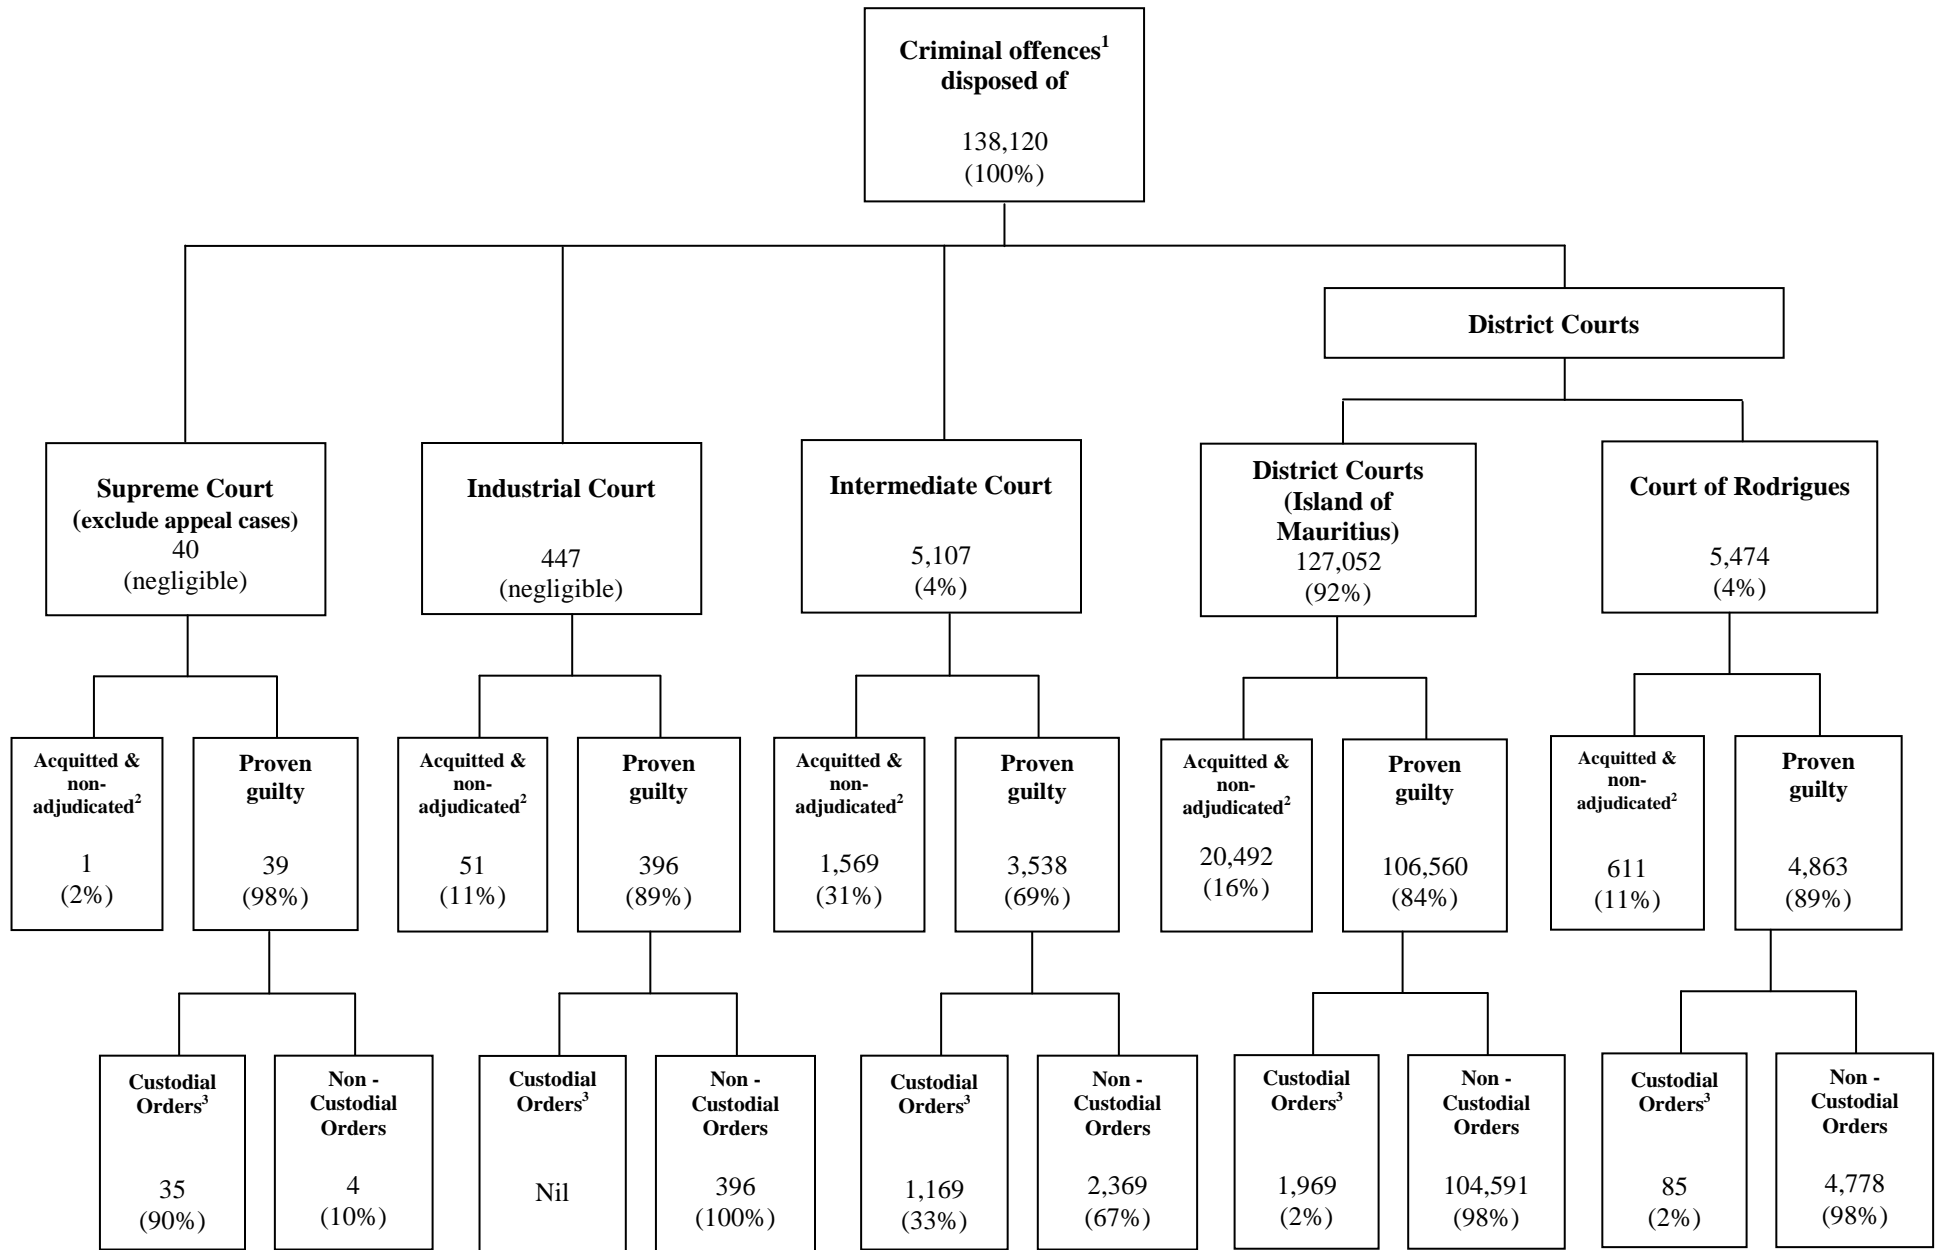 Criminal offences¹
disposed of
138,120
(100%)
District Courts
Supreme Court
(exclude appeal cases)
40
(negligible)
Industrial Court
447
(negligible)
Intermediate Court
5,107
(4%)
District Courts
(Island of
Mauritius)
127,052
(92%)
Court of Rodrigues
5,474
(4%)
Acquitted &
non-
adjudicated²
1
(2%)
Proven
guilty
39
(98%)
Acquitted &
non-
adjudicated²
51
(11%)
Proven
guilty
396
(89%)
Acquitted &
non-
adjudicated²
1,569
(31%)
Proven
guilty
3,538
(69%)
Acquitted &
non-
adjudicated²
20,492
(16%)
Proven
guilty
106,560
(84%)
Acquitted &
non-
adjudicated²
611
(11%)
Proven
guilty
4,863
(89%)
Custodial
Orders³
35
(90%)
Non -
Custodial
Orders
4
(10%)
Custodial
Orders³
Nil
Non -
Custodial
Orders
396
(100%)
Custodial
Orders³
1,169
(33%)
Non -
Custodial
Orders
2,369
(67%)
Custodial
Orders³
1,969
(2%)
Non -
Custodial
Orders
104,591
(98%)
Custodial
Orders³
85
(2%)
Non -
Custodial
Orders
4,778
(98%)